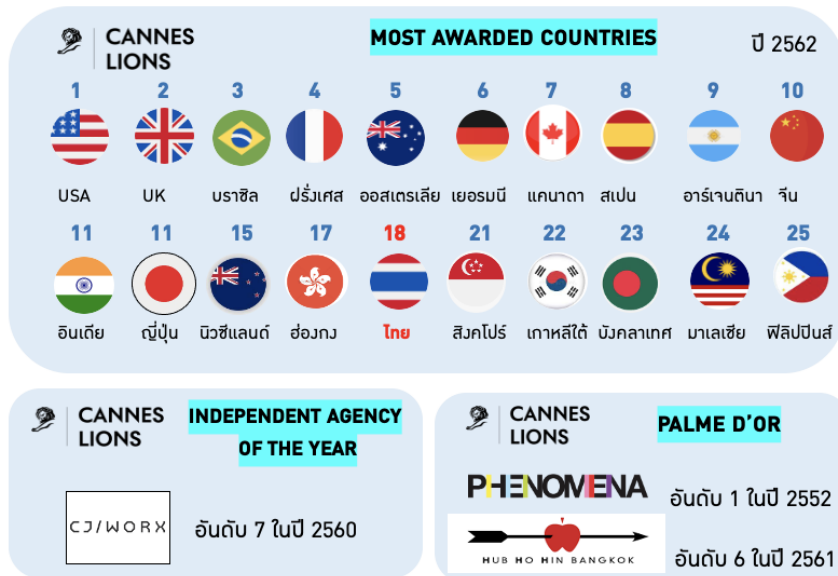 CANNES
LIONS
MOST AWARDED COUNTRIES
ปี 2562
1 2 3 4 5 6 7 8 9 10
USA UK บราซิล ฝรั่งเศส ออสเตรเลีย เยอรมนี แคนาดา สเปน อาร์เจนตินา จีน
11 11 15 17 18 21 22 23 24 25
อินเดีย ญี่ปุ่น นิวซีแลนด์ ฮ่องกง ไทย สิงคโปร์ เกาหลีใต้ บังคลาเทศ มาเลเซีย ฟิลิปปินส์
CANNES
LIONS
INDEPENDENT AGENCY
OF THE YEAR
CJ/WORX
อันดับ 7 ในปี 2560
CANNES
LIONS
PALME D'OR
PHENOMENA
อันดับ 1 ในปี 2552
HUB HO HIN BANGKOK
อันดับ 6 ในปี 2561